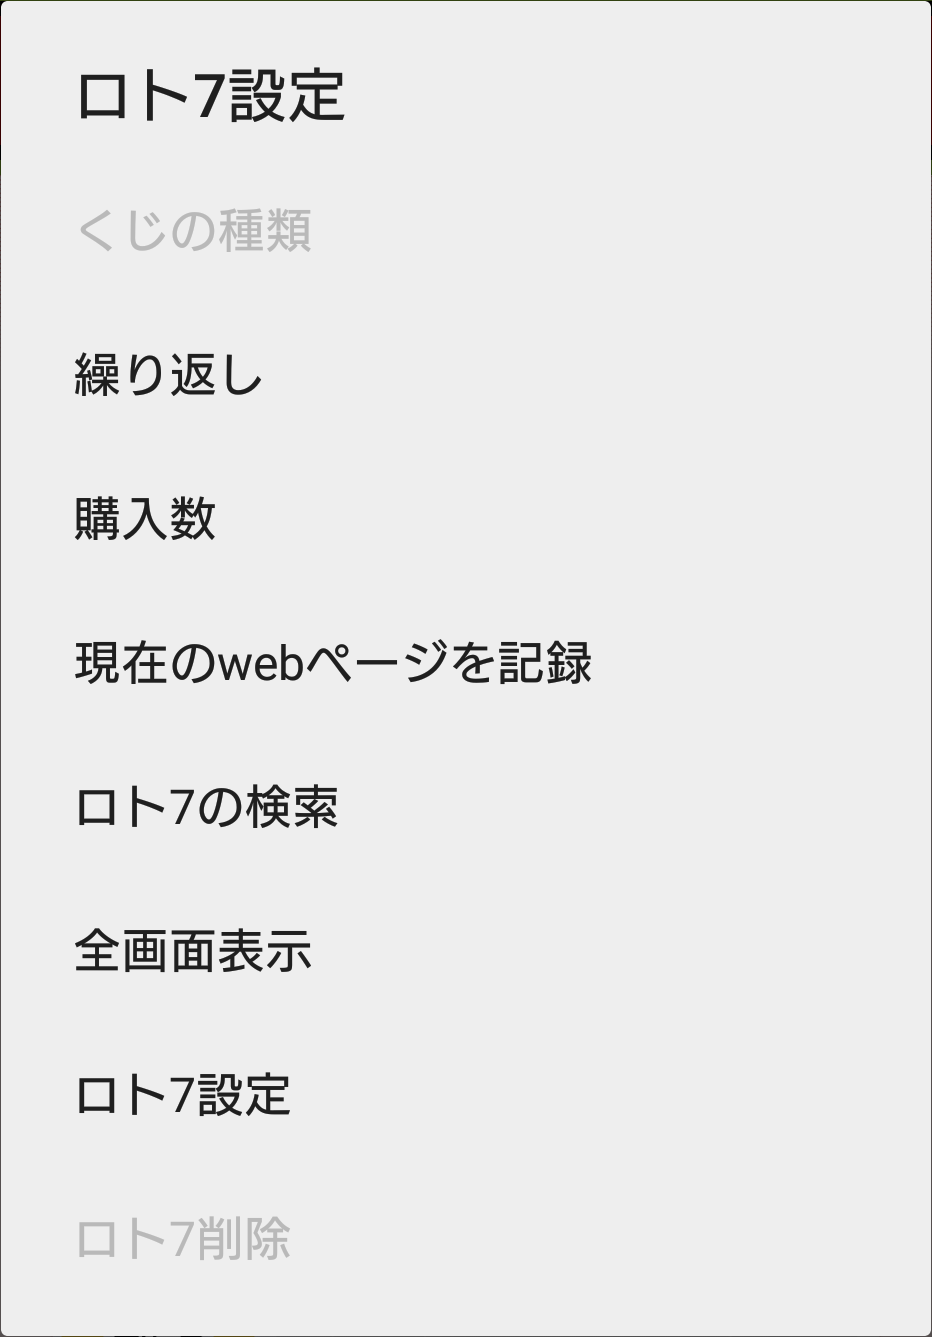 ロト7設定
くじの種類
繰り返し
購入数
現在のwebページを記録
ロト7の検索
全画面表示
ロト7設定
ロト7削除